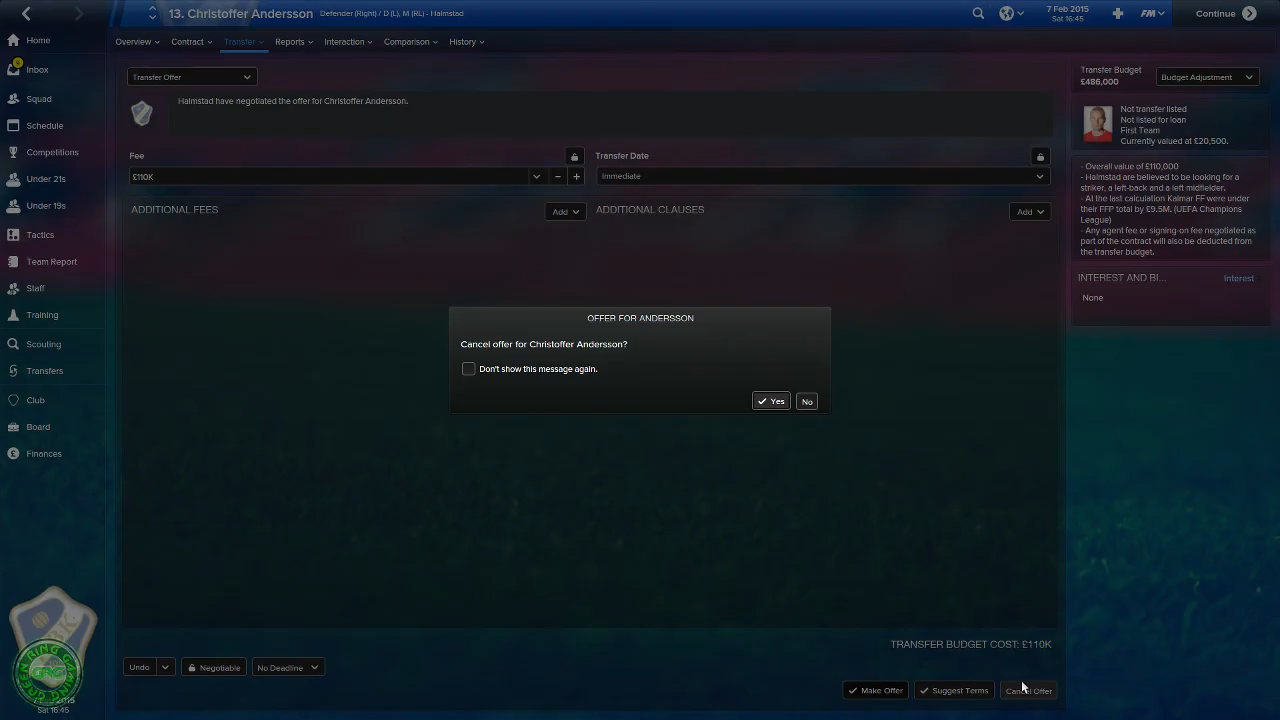 13. Christoffer Andersson
Defender (Right) / D (L), M (RL) - Halmstad
7 Feb 2015
Sat 16:45
FM
Continue
Home
Overview
Contract
Transfer
Reports
Interaction
Comparison
History
6
Inbox
Squad
Schedule
Competitions
Under 21s
Under 19s
Tactics
Team Report
Staff
Training
Scouting
Transfers
Club
Board
Finances
Transfer Offer
Halmstad have negotiated the offer for Christoffer Andersson.
Fee
£110K
Transfer Date
Immediate
ADDITIONAL FEES
Add
ADDITIONAL CLAUSES
Add
OFFER FOR ANDERSSON
Cancel offer for Christoffer Andersson?
Don't show this message again.
Yes
No
Transfer Budget
£486,000
Budget Adjustment
Not transfer listed
Not listed for loan
First Team
Currently valued at £20,500.
- Overall value of £110,000
- Halmstad are believed to be looking for a
striker, a left-back and a left midfielder.
- At the last calculation Kalmar FF were under
their FFP total by £9.5M. (UEFA Champions
League)
- Any agent fee or signing-on fee negotiated as
part of the contract will also be deducted from
the transfer budget.
INTEREST AND BI...
Interest
None
TRANSFER BUDGET COST: £110K
Undo
Negotiable
No Deadline
Make Offer
Suggest Terms
Cancel Offer
GRG
Sat 16:45